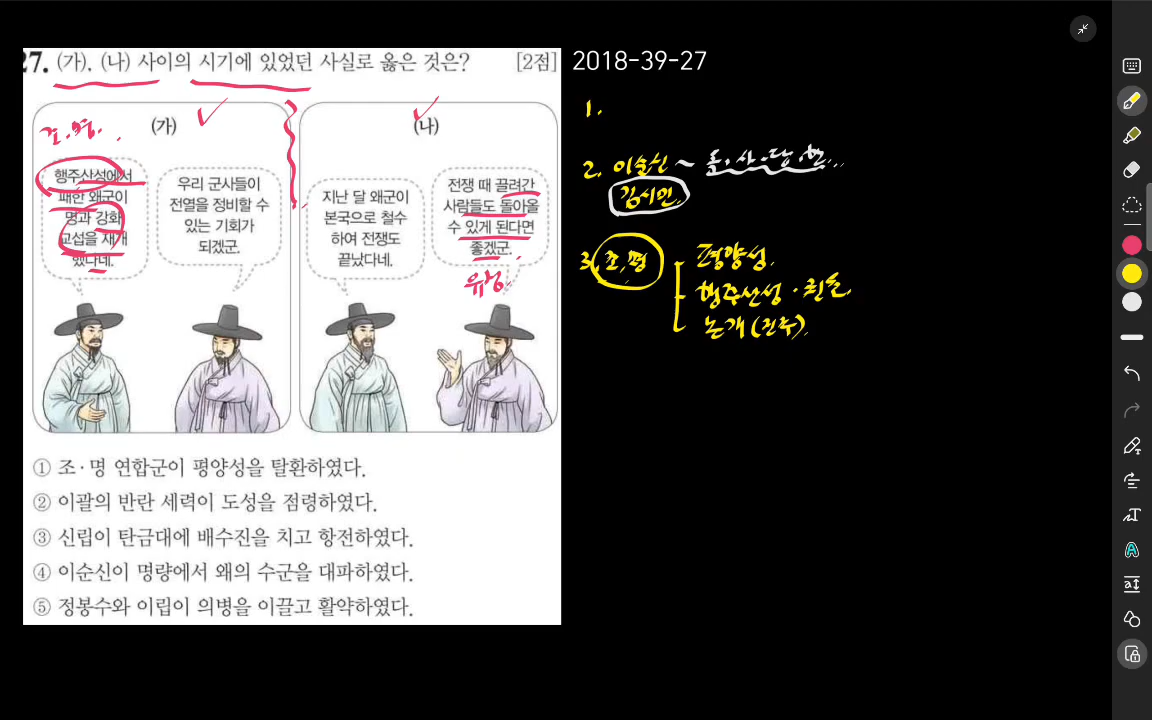 27. (가), (나) 사이의 시기에 있었던 사실로 옳은 것은? [2점]
2018-39-27
(가)
조.명.
행주산성에서
패한 왜군이
명과 강화
교섭을 재개
했다네.
우리 군사들이
전열을 정비할 수
있는 기회가
되겠군.
(나)
지난 달 왜군이
본국으로 철수
하여 전쟁도
끝났다네.
전쟁 때 끌려간
사람들도 돌아올
수 있게 된다면
좋겠군.
유정.
① 조·명 연합군이 평양성을 탈환하였다.
② 이괄의 반란 세력이 도성을 점령하였다.
③ 신립이 탄금대에 배수진을 치고 항전하였다.
④ 이순신이 명량에서 왜의 수군을 대파하였다.
⑤ 정봉수와 이립이 의병을 이끌고 활약하였다.
1.
2. 이순신 ~ 옥.사.당.한...
김시민.
3. 조.명
평양성.
행주산성.권율.
논개(진주).